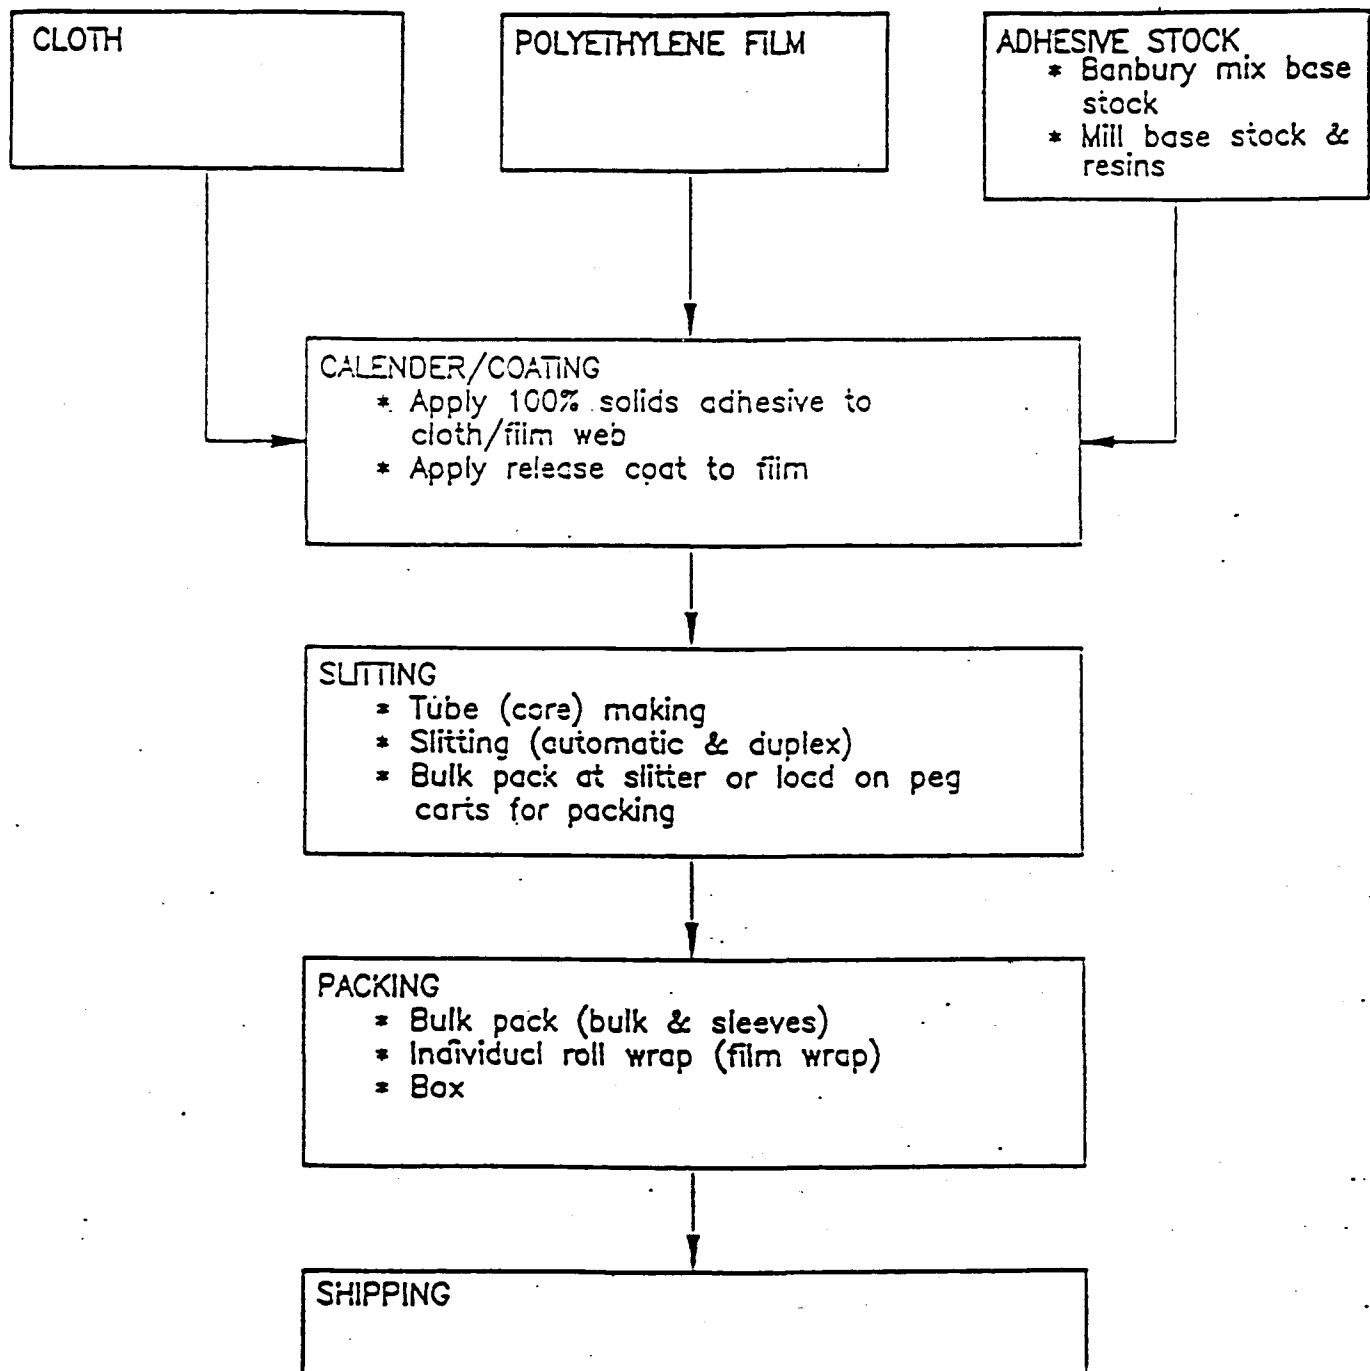 CLOTH
POLYETHYLENE FILM
ADHESIVE STOCK
* Banbury mix base
stock
* Mill base stock &
resins
CALENDER/COATING
* Apply 100% solids adhesive to
cloth/film web
* Apply release coat to film
SLITTING
* Tube (core) making
* Slitting (automatic & duplex)
* Bulk pack at slitter or load on peg
carts for packing
PACKING
* Bulk pack (bulk & sleeves)
* Individual roll wrap (film wrap)
* Box
SHIPPING